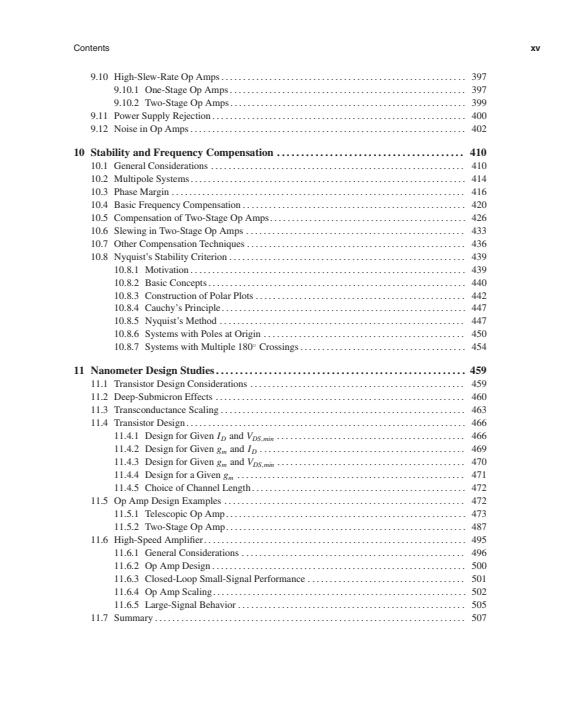 Contents xv
9.10 High-Slew-Rate Op Amps 397
9.10.1 One-Stage Op Amps 397
9.10.2 Two-Stage Op Amps 399
9.11 Power Supply Rejection 400
9.12 Noise in Op Amps 402
10 Stability and Frequency Compensation 410
10.1 General Considerations 410
10.2 Multipole Systems 414
10.3 Phase Margin 416
10.4 Basic Frequency Compensation 420
10.5 Compensation of Two-Stage Op Amps 426
10.6 Slewing in Two-Stage Op Amps 433
10.7 Other Compensation Techniques 436
10.8 Nyquist's Stability Criterion 439
10.8.1 Motivation 439
10.8.2 Basic Concepts 440
10.8.3 Construction of Polar Plots 442
10.8.4 Cauchy's Principle 447
10.8.5 Nyquist's Method 447
10.8.6 Systems with Poles at Origin 450
10.8.7 Systems with Multiple 180° Crossings 454
11 Nanometer Design Studies 459
11.1 Transistor Design Considerations 459
11.2 Deep-Submicron Effects 460
11.3 Transconductance Scaling 463
11.4 Transistor Design 466
11.4.1 Design for Given I_D and V_DS,min 466
11.4.2 Design for Given g_m and I_D 469
11.4.3 Design for Given g_m and V_DS,min 470
11.4.4 Design for a Given g_m 471
11.4.5 Choice of Channel Length 472
11.5 Op Amp Design Examples 472
11.5.1 Telescopic Op Amp 473
11.5.2 Two-Stage Op Amp 487
11.6 High-Speed Amplifier 495
11.6.1 General Considerations 496
11.6.2 Op Amp Design 500
11.6.3 Closed-Loop Small-Signal Performance 501
11.6.4 Op Amp Scaling 502
11.6.5 Large-Signal Behavior 505
11.7 Summary 507